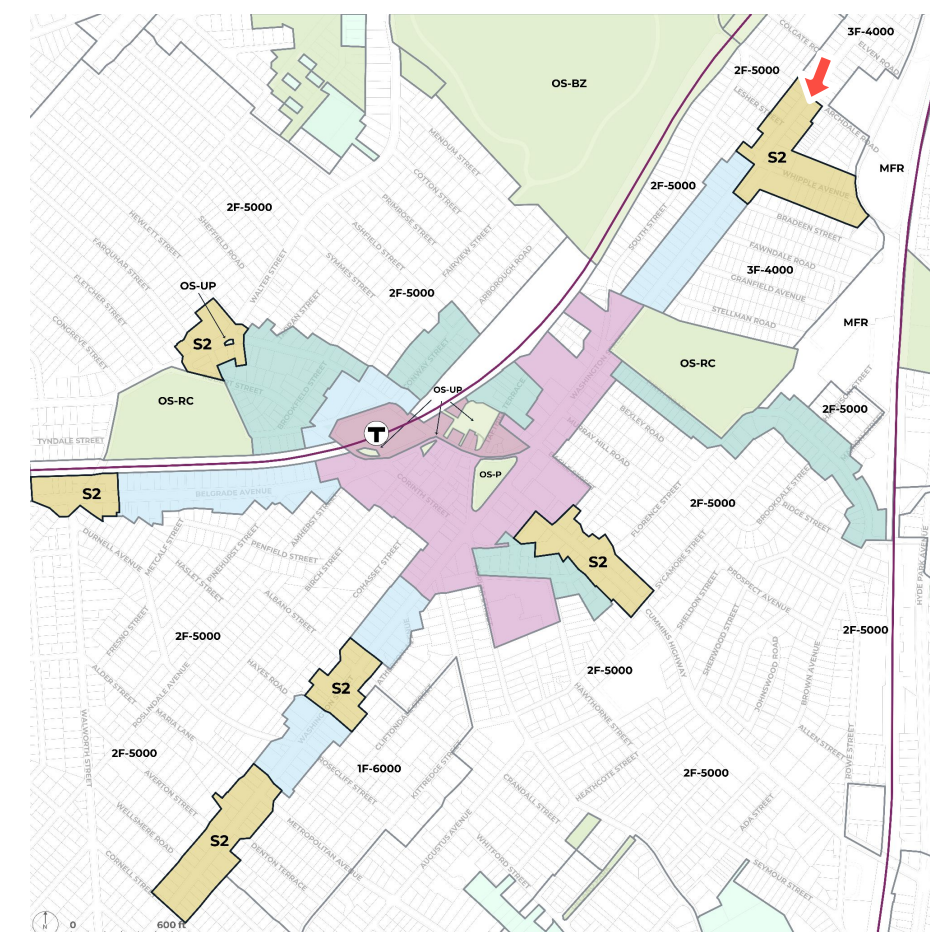 COLGATE RO
3F-4000
ELVEN ROAD
2F-5000
OS-BZ
LESHER STREET
ARCHDALE ROAD
S2
MFR
MENDUM STREET
COTTON STREET
2F-5000
WHIPPLE AVENUE
2F-5000
PRIMROSE STREET
HEWLETT STREET
SHEFFIELD ROAD
ASHFIELD STREET
FAIRVIEW STREET
SOUTH STREET
BRADEEN STREET
FARQUHAR STREET
WALTER STREET
SYMMES STREET
ARBOROUGH ROAD
FAWNDALE ROAD
3F-4000
FLETCHER STREET
OS-UP
2F-5000
GRANFIELD AVENUE
CONGREVE STREET
S2
STELLMAN ROAD
MFR
WASHINGTON
OS-RC
OS-RC
BROOKFIELD STREET
CONWAY STREET
OS-UP
TERRACE
2F-5000
BEXLEY ROAD
TYNDALE STREET
T
MURRAY HILL ROAD
OS-P
S2
BELGRADE AVENUE
CORINTH STREET
FLORENCE STREET
2F-5000
BROOKDALE STREET
RIDGE STREET
DURNELL AVENUE
METCALF STREET
PINEHURST STREET
AMHERST STREET
PENFIELD STREET
HASLET STREET
BIRCH STREET
COHASSET STREET
S2
SYCAMORE STREET
PROSPECT AVENUE
HYDE PARK AVENUE
ALBANO STREET
SHELDON STREET
FRESNO STREET
2F-5000
CUMMINS HIGHWAY
SHERWOOD STREET
2F-5000
HAYES ROAD
S2
2F-5000
JOHNSWOOD ROAD
BROWN AVENUE
ALDER STREET
ROSLINDALE AVENUE
MARIA LANE
WASHINGTON
CLIFTONDALE STREET
HAWTHORNE STREET
WALWORTH STREET
2F-5000
ROSECLIFF STREET
1F-6000
KITTREDGE STREET
HEATHCOTE STREET
2F-5000
ALLEN STREET
ROWE STREET
AVERTON STREET
CRANDALL STREET
WELLSMERE ROAD
S2
METROPOLITAN AVENUE
AUGUSTUS AVENUE
ADA STREET
CORNELL STREET
DENTON TERRACE
WHITFORD STREET
SEYMOUR STREET
N
0
600 ft